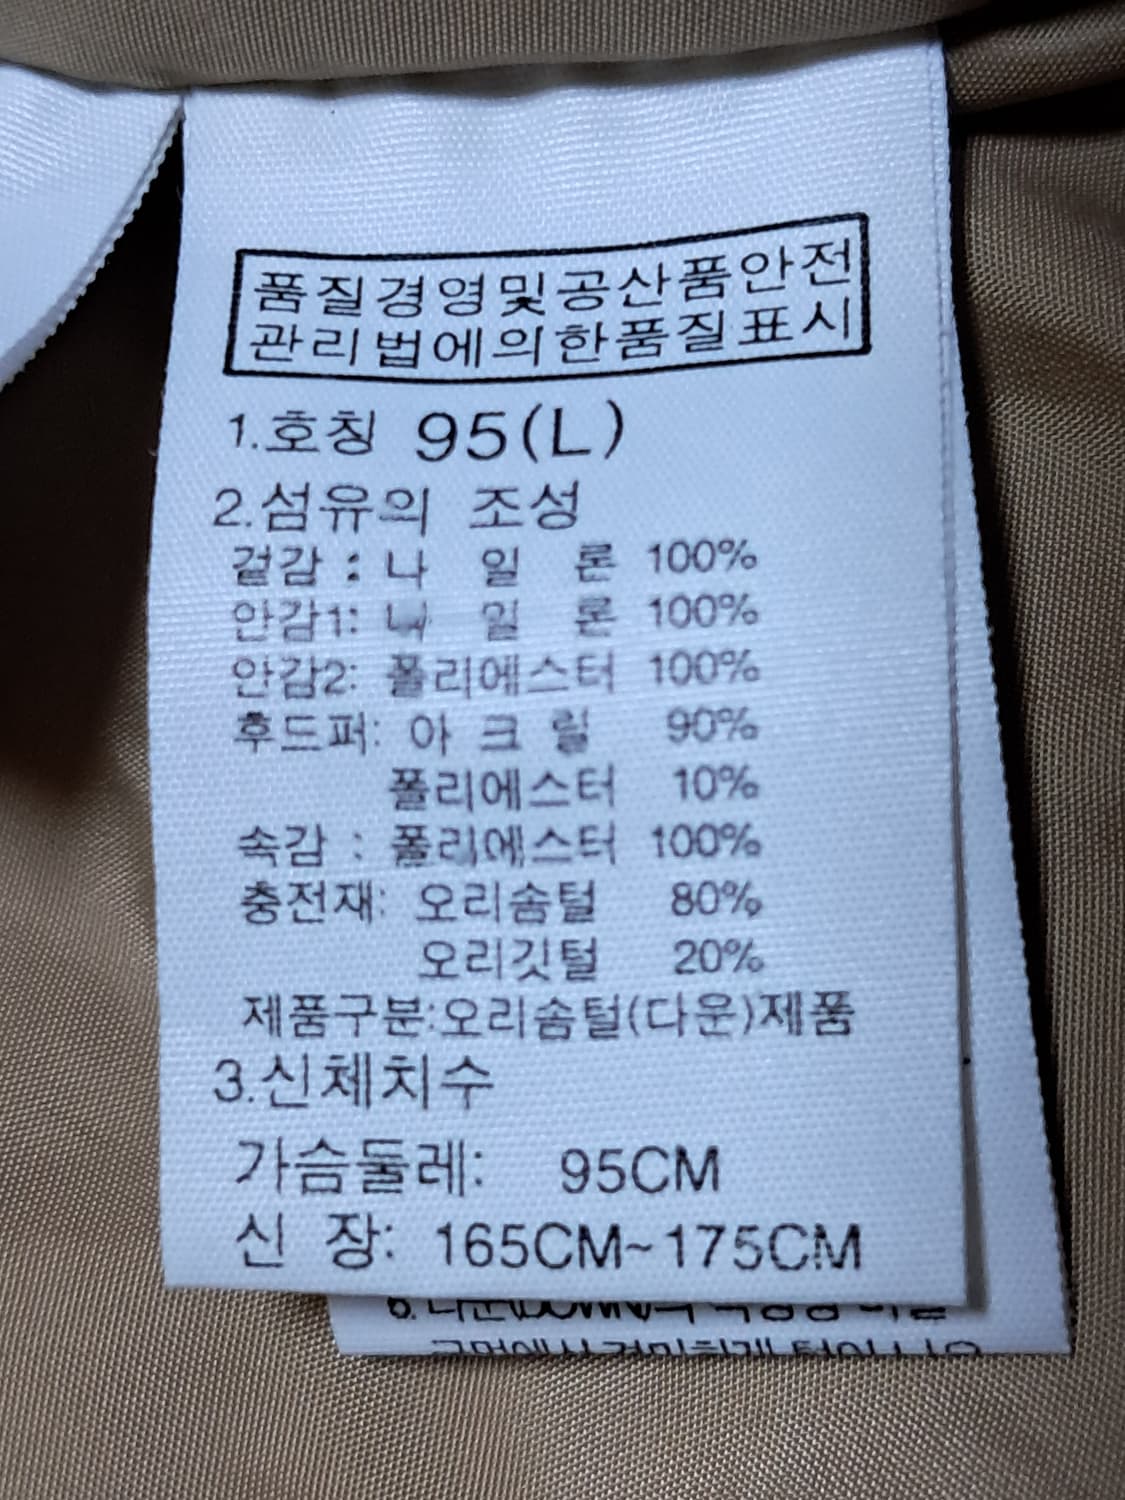 품질경영및공산품안전
관리법에의한품질표시
1.호칭 95(L)
2.섬유의 조성
겉감 : 나 일 론 100%
안감1: 나 일 론 100%
안감2: 폴리에스터 100%
후드퍼: 아 크 릴 90%
폴리에스터 10%
속감 : 폴리에스터 100%
충전재: 오리솜털 80%
오리깃털 20%
제품구분:오리솜털(다운)제품
3.신체치수
가슴둘레: 95CM
신 장: 165CM~175CM
6.다운(DOWN)의